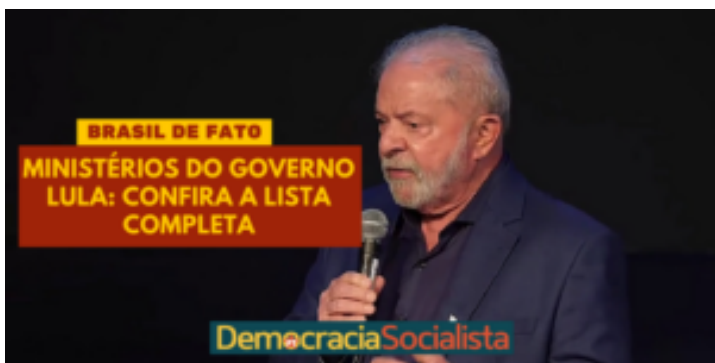 BRASIL DE FATO
MINISTÉRIOS DO GOVERNO
LULA: CONFIRA A LISTA
COMPLETA
DemocraciaSocialista